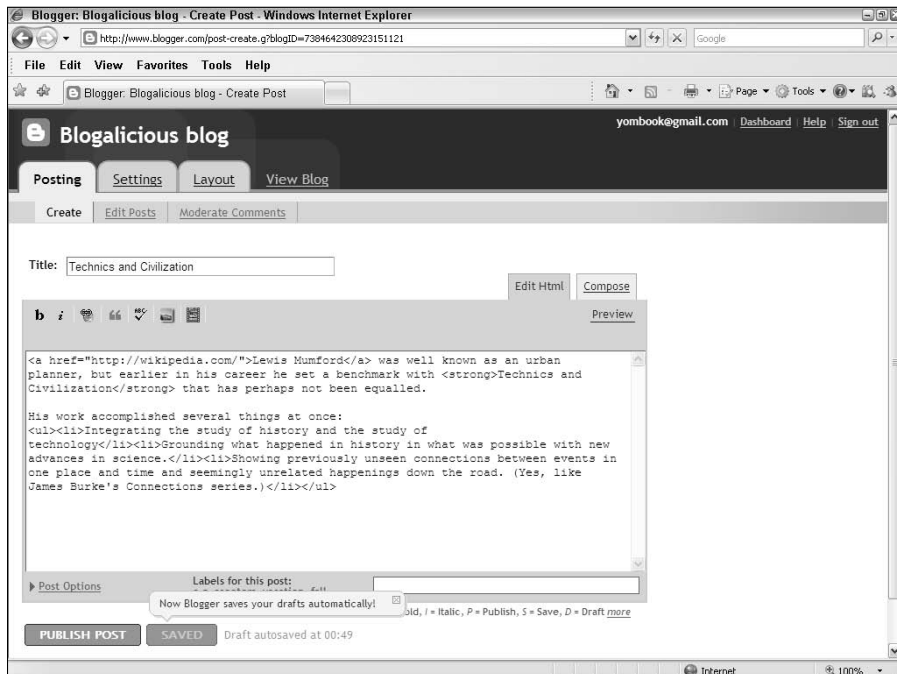 Blogger: Blogalicious blog - Create Post - Windows Internet Explorer
http://www.blogger.com/post-create.g?blogID=7384642308923151121
Google
File Edit View Favorites Tools Help
Blogger: Blogalicious blog - Create Post
Page Tools
yombook@gmail.com | Dashboard | Help | Sign out
Blogalicious blog
Posting Settings Layout View Blog
Create Edit Posts Moderate Comments
Title: Technics and Civilization
Edit Html Compose
b i ABC
Preview
<a href="http://wikipedia.com/">Lewis Mumford</a> was well known as an urban
planner, but earlier in his career he set a benchmark with <strong>Technics and
Civilization</strong> that has perhaps not been equalled.
His work accomplished several things at once:
<ul><li>Integrating the study of history and the study of
technology</li><li>Grounding what happened in history in what was possible with new
advances in science.</li><li>Showing previously unseen connections between events in
one place and time and seemingly unrelated happenings down the road. (Yes, like
James Burke's Connections series.)</li></ul>
Post Options
Labels for this post:
Now Blogger saves your drafts automatically!
old, i = Italic, P = Publish, S = Save, D = Draft more
PUBLISH POST SAVED Draft autosaved at 00:49
Internet 100%